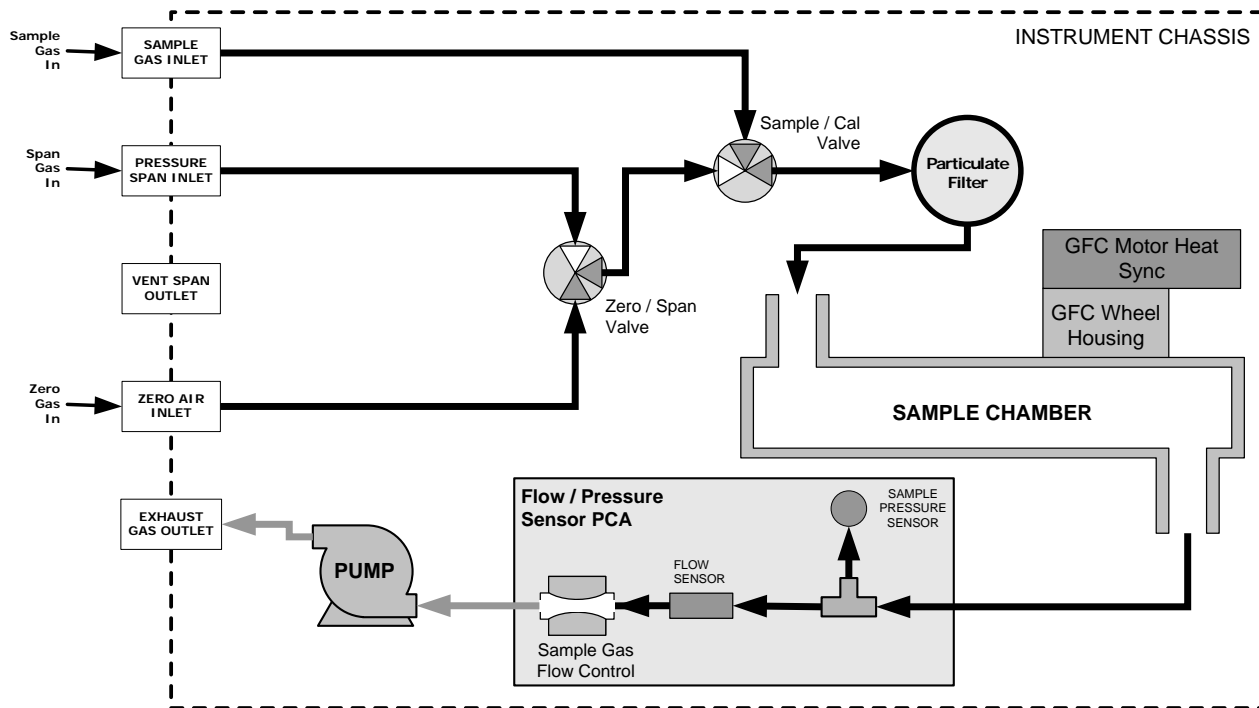 INSTRUMENT CHASSIS
Sample
Gas
In
SAMPLE
GAS INLET
Span
Gas
In
PRESSURE
SPAN INLET
VENT SPAN
OUTLET
Zero
Gas
In
ZERO AIR
INLET
EXHAUST
GAS OUTLET
Sample / Cal
Valve
Zero / Span
Valve
Particulate
Filter
GFC Motor Heat
Sync
GFC Wheel
Housing
SAMPLE CHAMBER
Flow / Pressure
Sensor PCA
SAMPLE
PRESSURE
SENSOR
FLOW
SENSOR
Sample Gas
Flow Control
PUMP